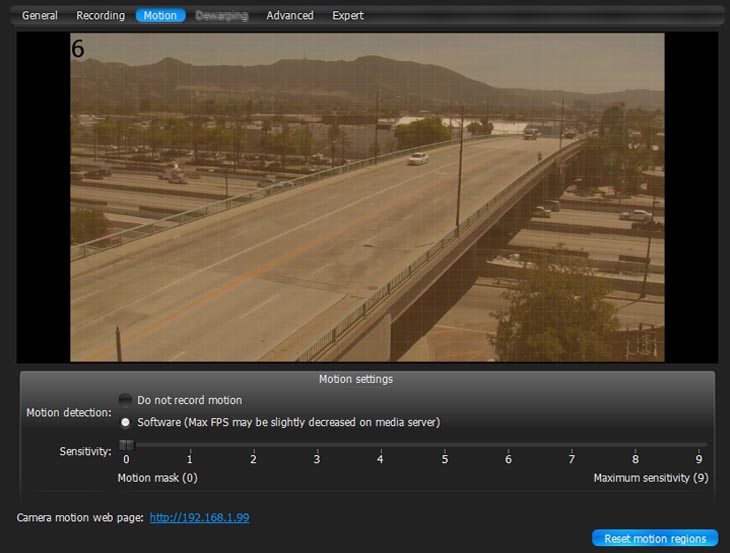 General Recording Motion Dewarping Advanced Expert
6
Motion settings
Motion detection:
Do not record motion
Software (Max FPS may be slightly decreased on media server)
Sensitivity:
0 1 2 3 4 5 6 7 8 9
Motion mask (0) Maximum sensitivity (9)
Camera motion web page: http://192.168.1.99
Reset motion regions